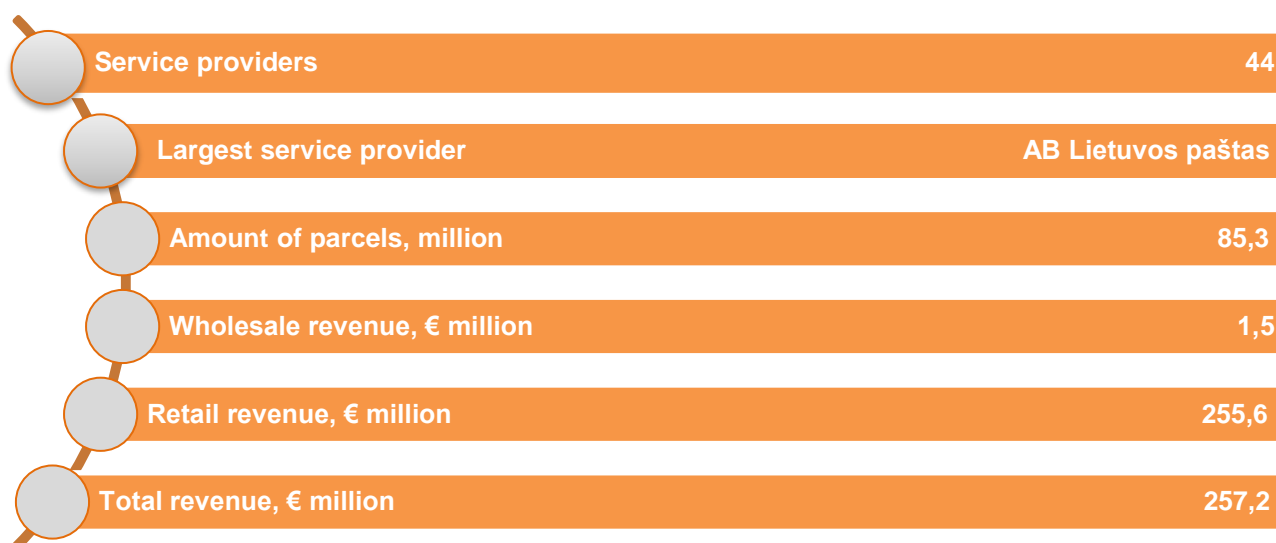 Service providers 44
Largest service provider AB Lietuvos paštas
Amount of parcels, million 85,3
Wholesale revenue, € million 1,5
Retail revenue, € million 255,6
Total revenue, € million 257,2